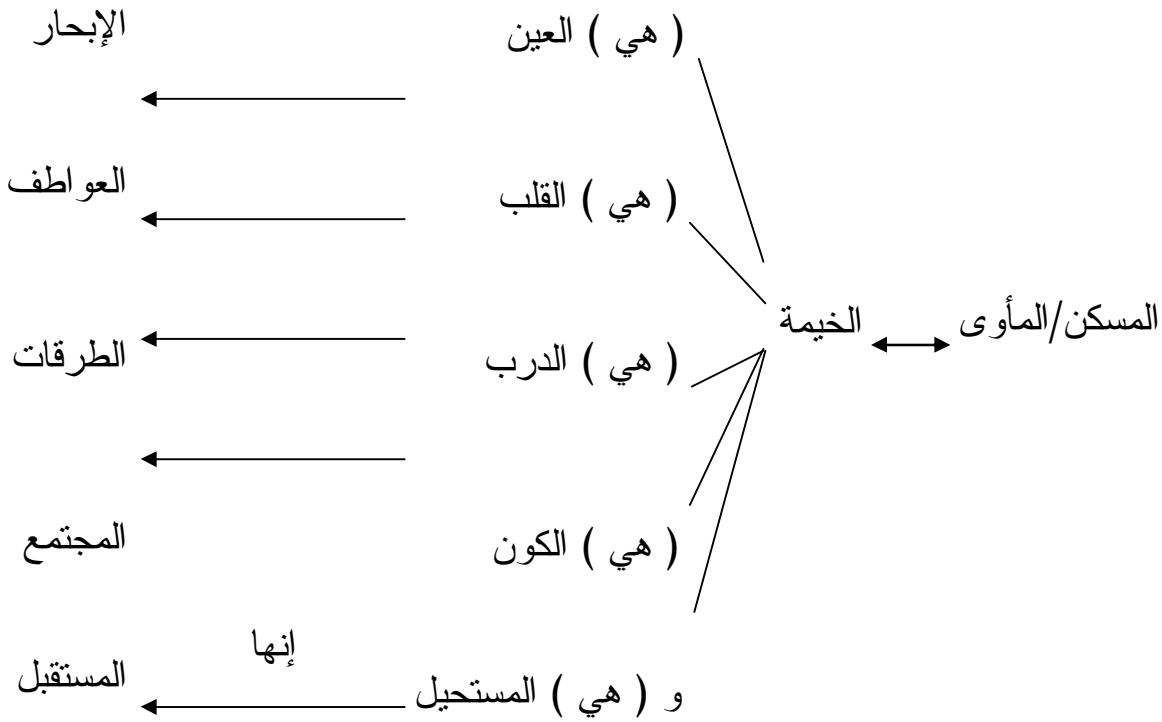 ( هي ) العين
الإبحار
( هي ) القلب
العواطف
المسكن/المأوى
الخيمة
( هي ) الدرب
الطرقات
( هي ) الكون
المجتمع
و ( هي ) المستحيل
إنها
المستقبل